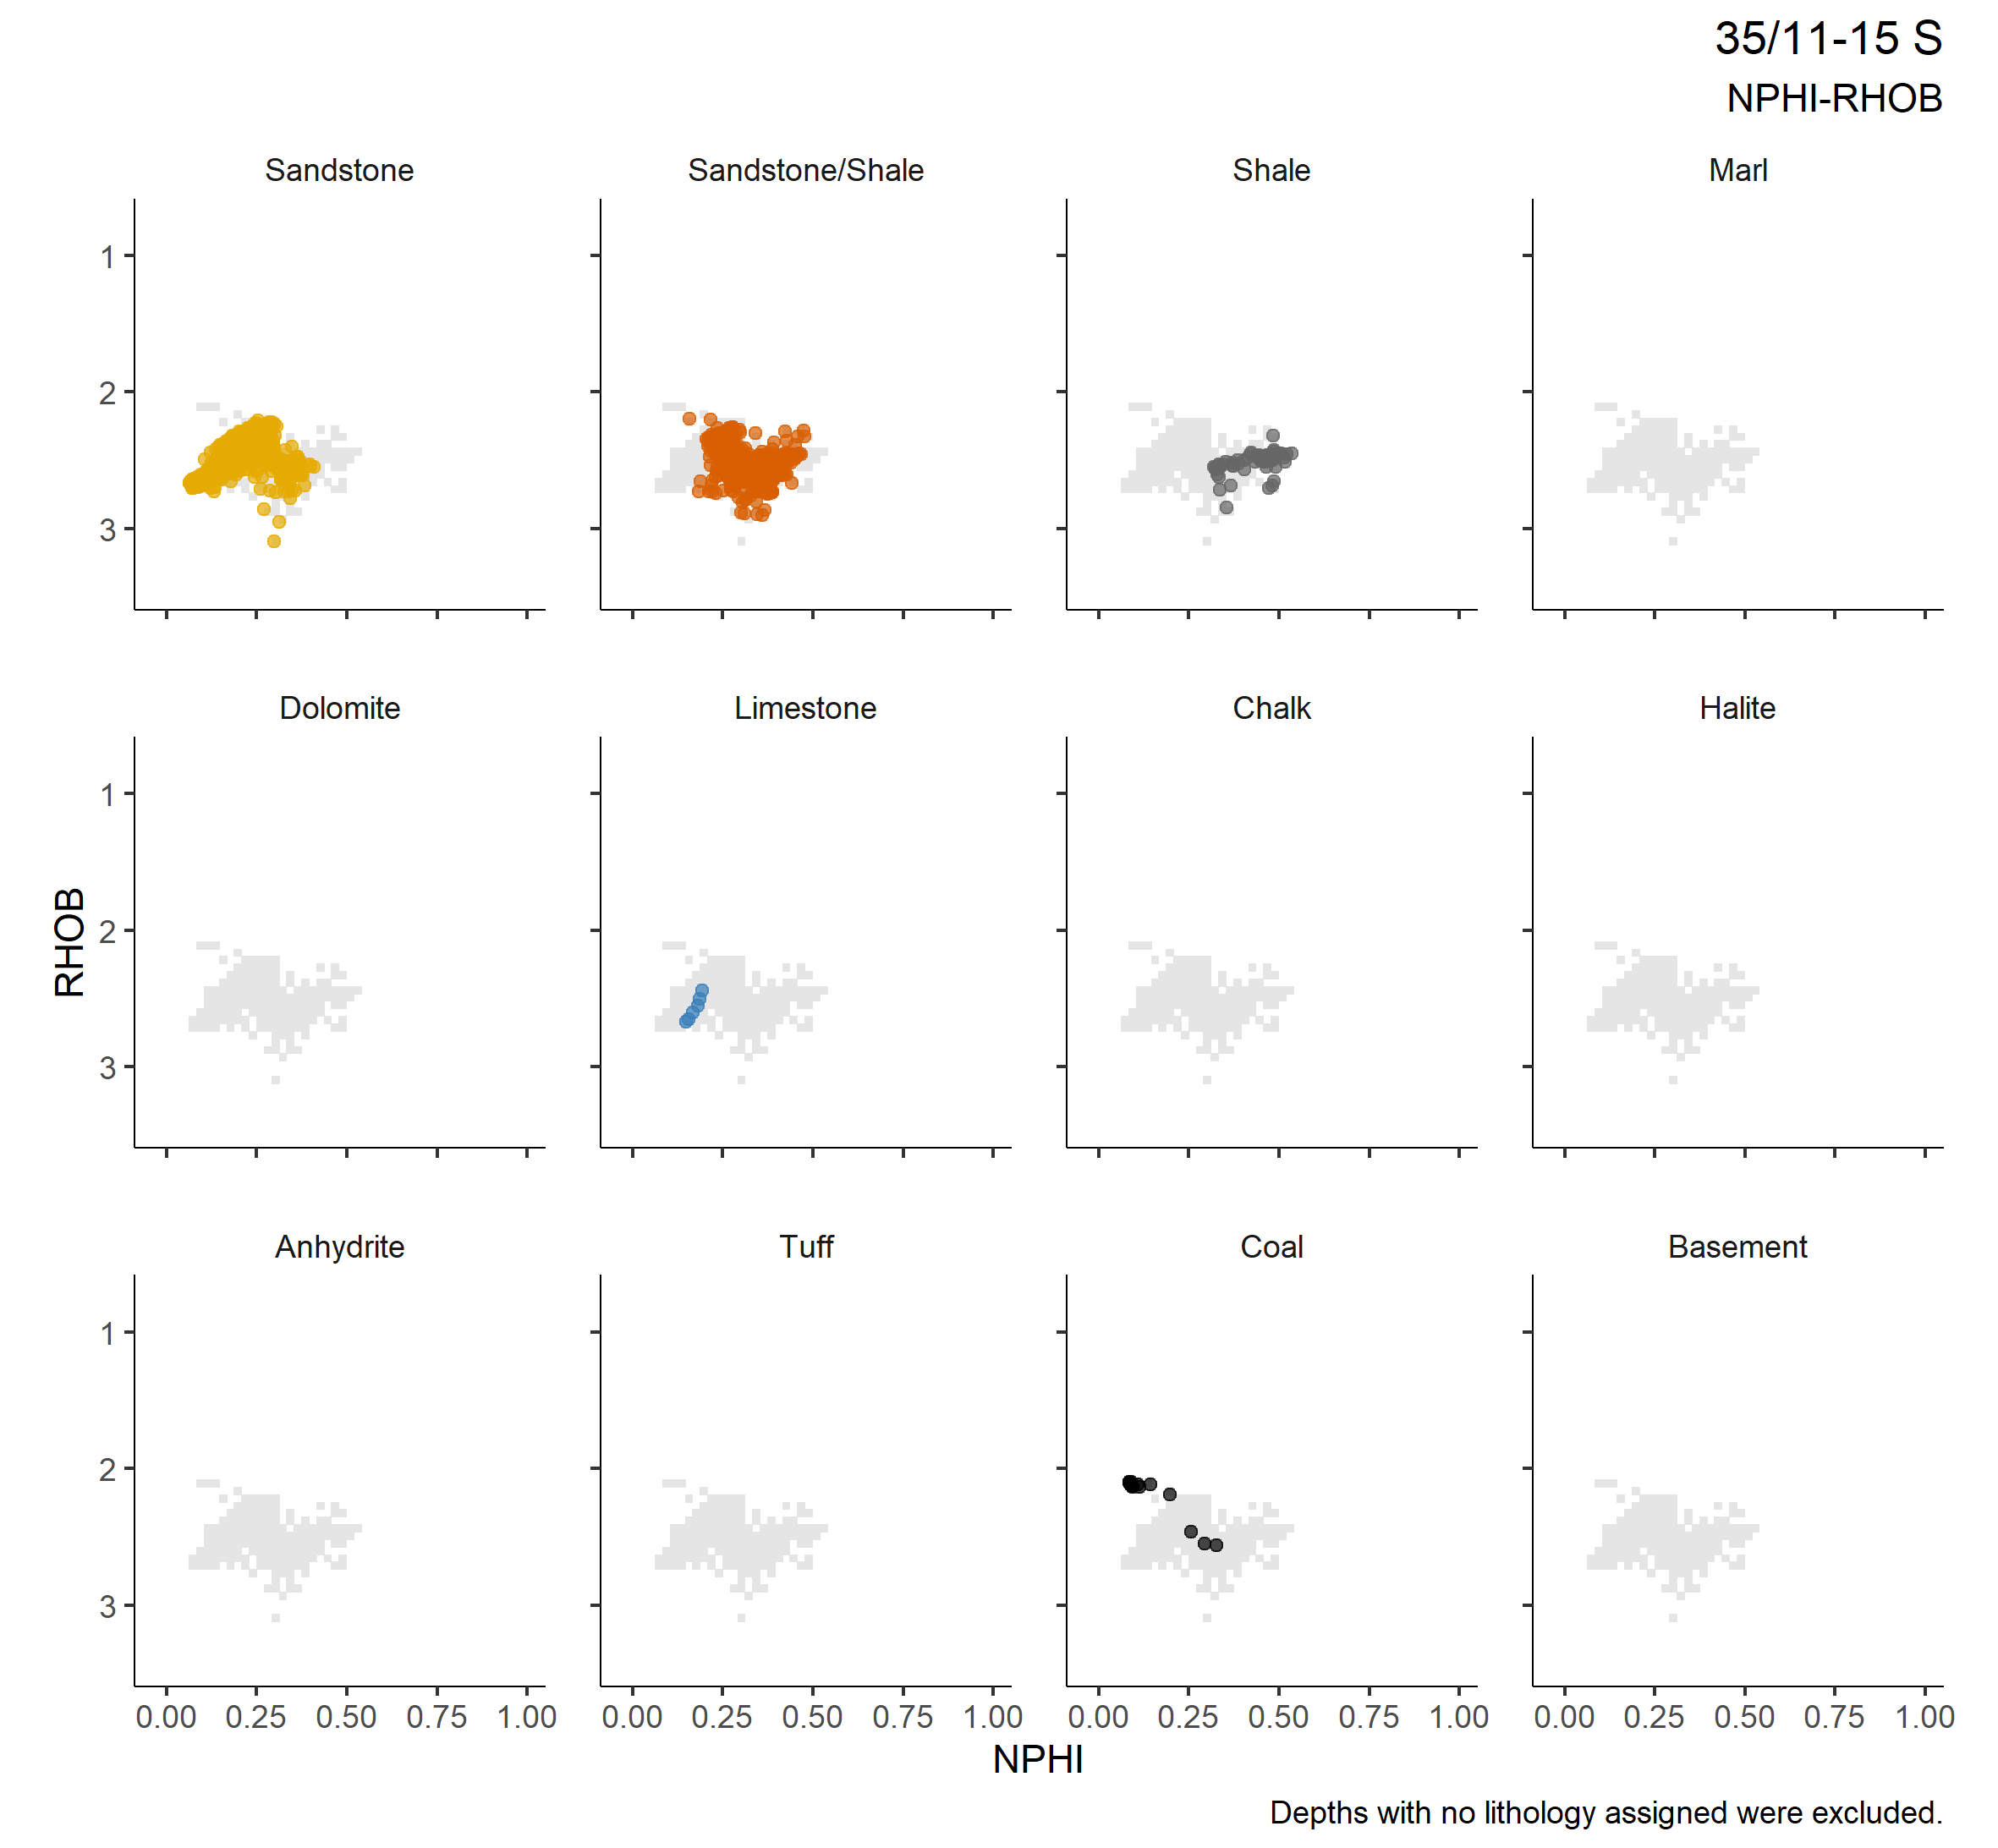 35/11-15 S
NPHI-RHOB
Sandstone
Sandstone/Shale
Shale
Marl
1
2
3
Dolomite
Limestone
Chalk
Halite
1
2
3
RHOB
Anhydrite
Tuff
Coal
Basement
1
2
3
0.00 0.25 0.50 0.75 1.00
0.00 0.25 0.50 0.75 1.00
0.00 0.25 0.50 0.75 1.00
0.00 0.25 0.50 0.75 1.00
NPHI
Depths with no lithology assigned were excluded.